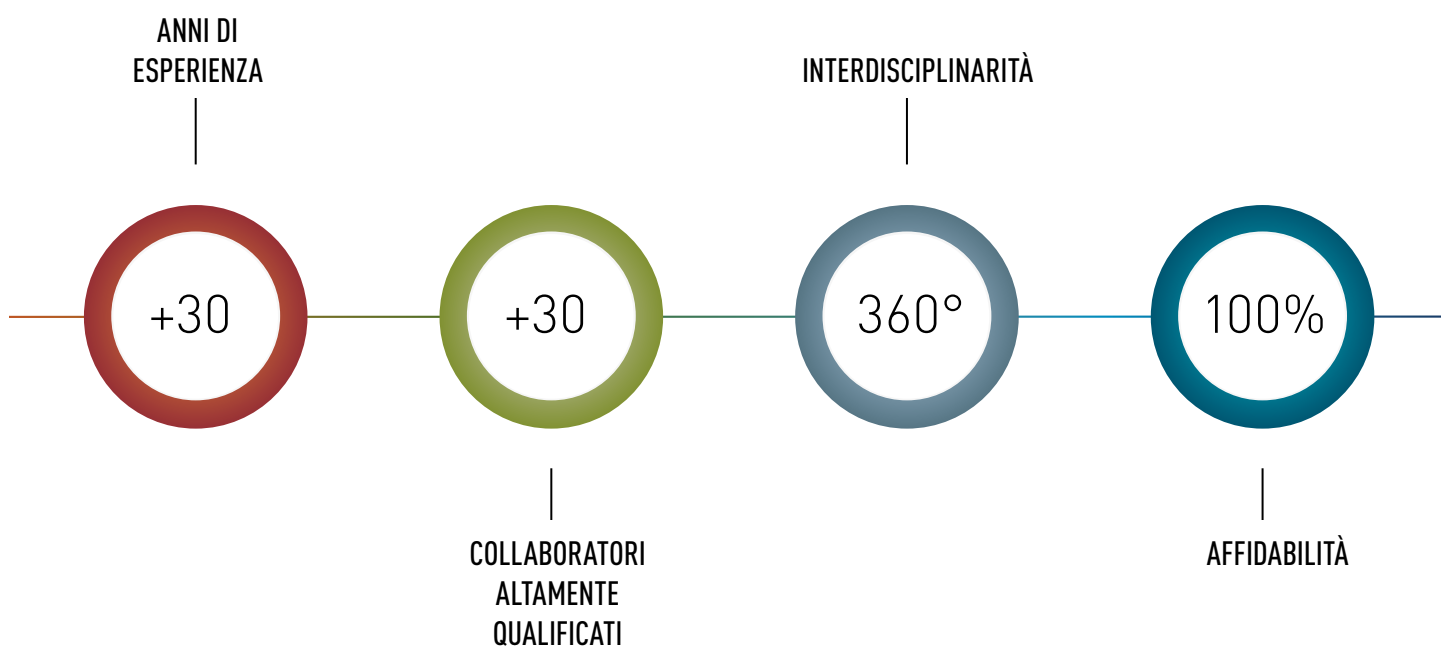 ANNI DI
ESPERIENZA
+30
+30
COLLABORATORI
ALTAMENTE
QUALIFICATI
INTERDISCIPLINARITÀ
360°
100%
AFFIDABILITÀ